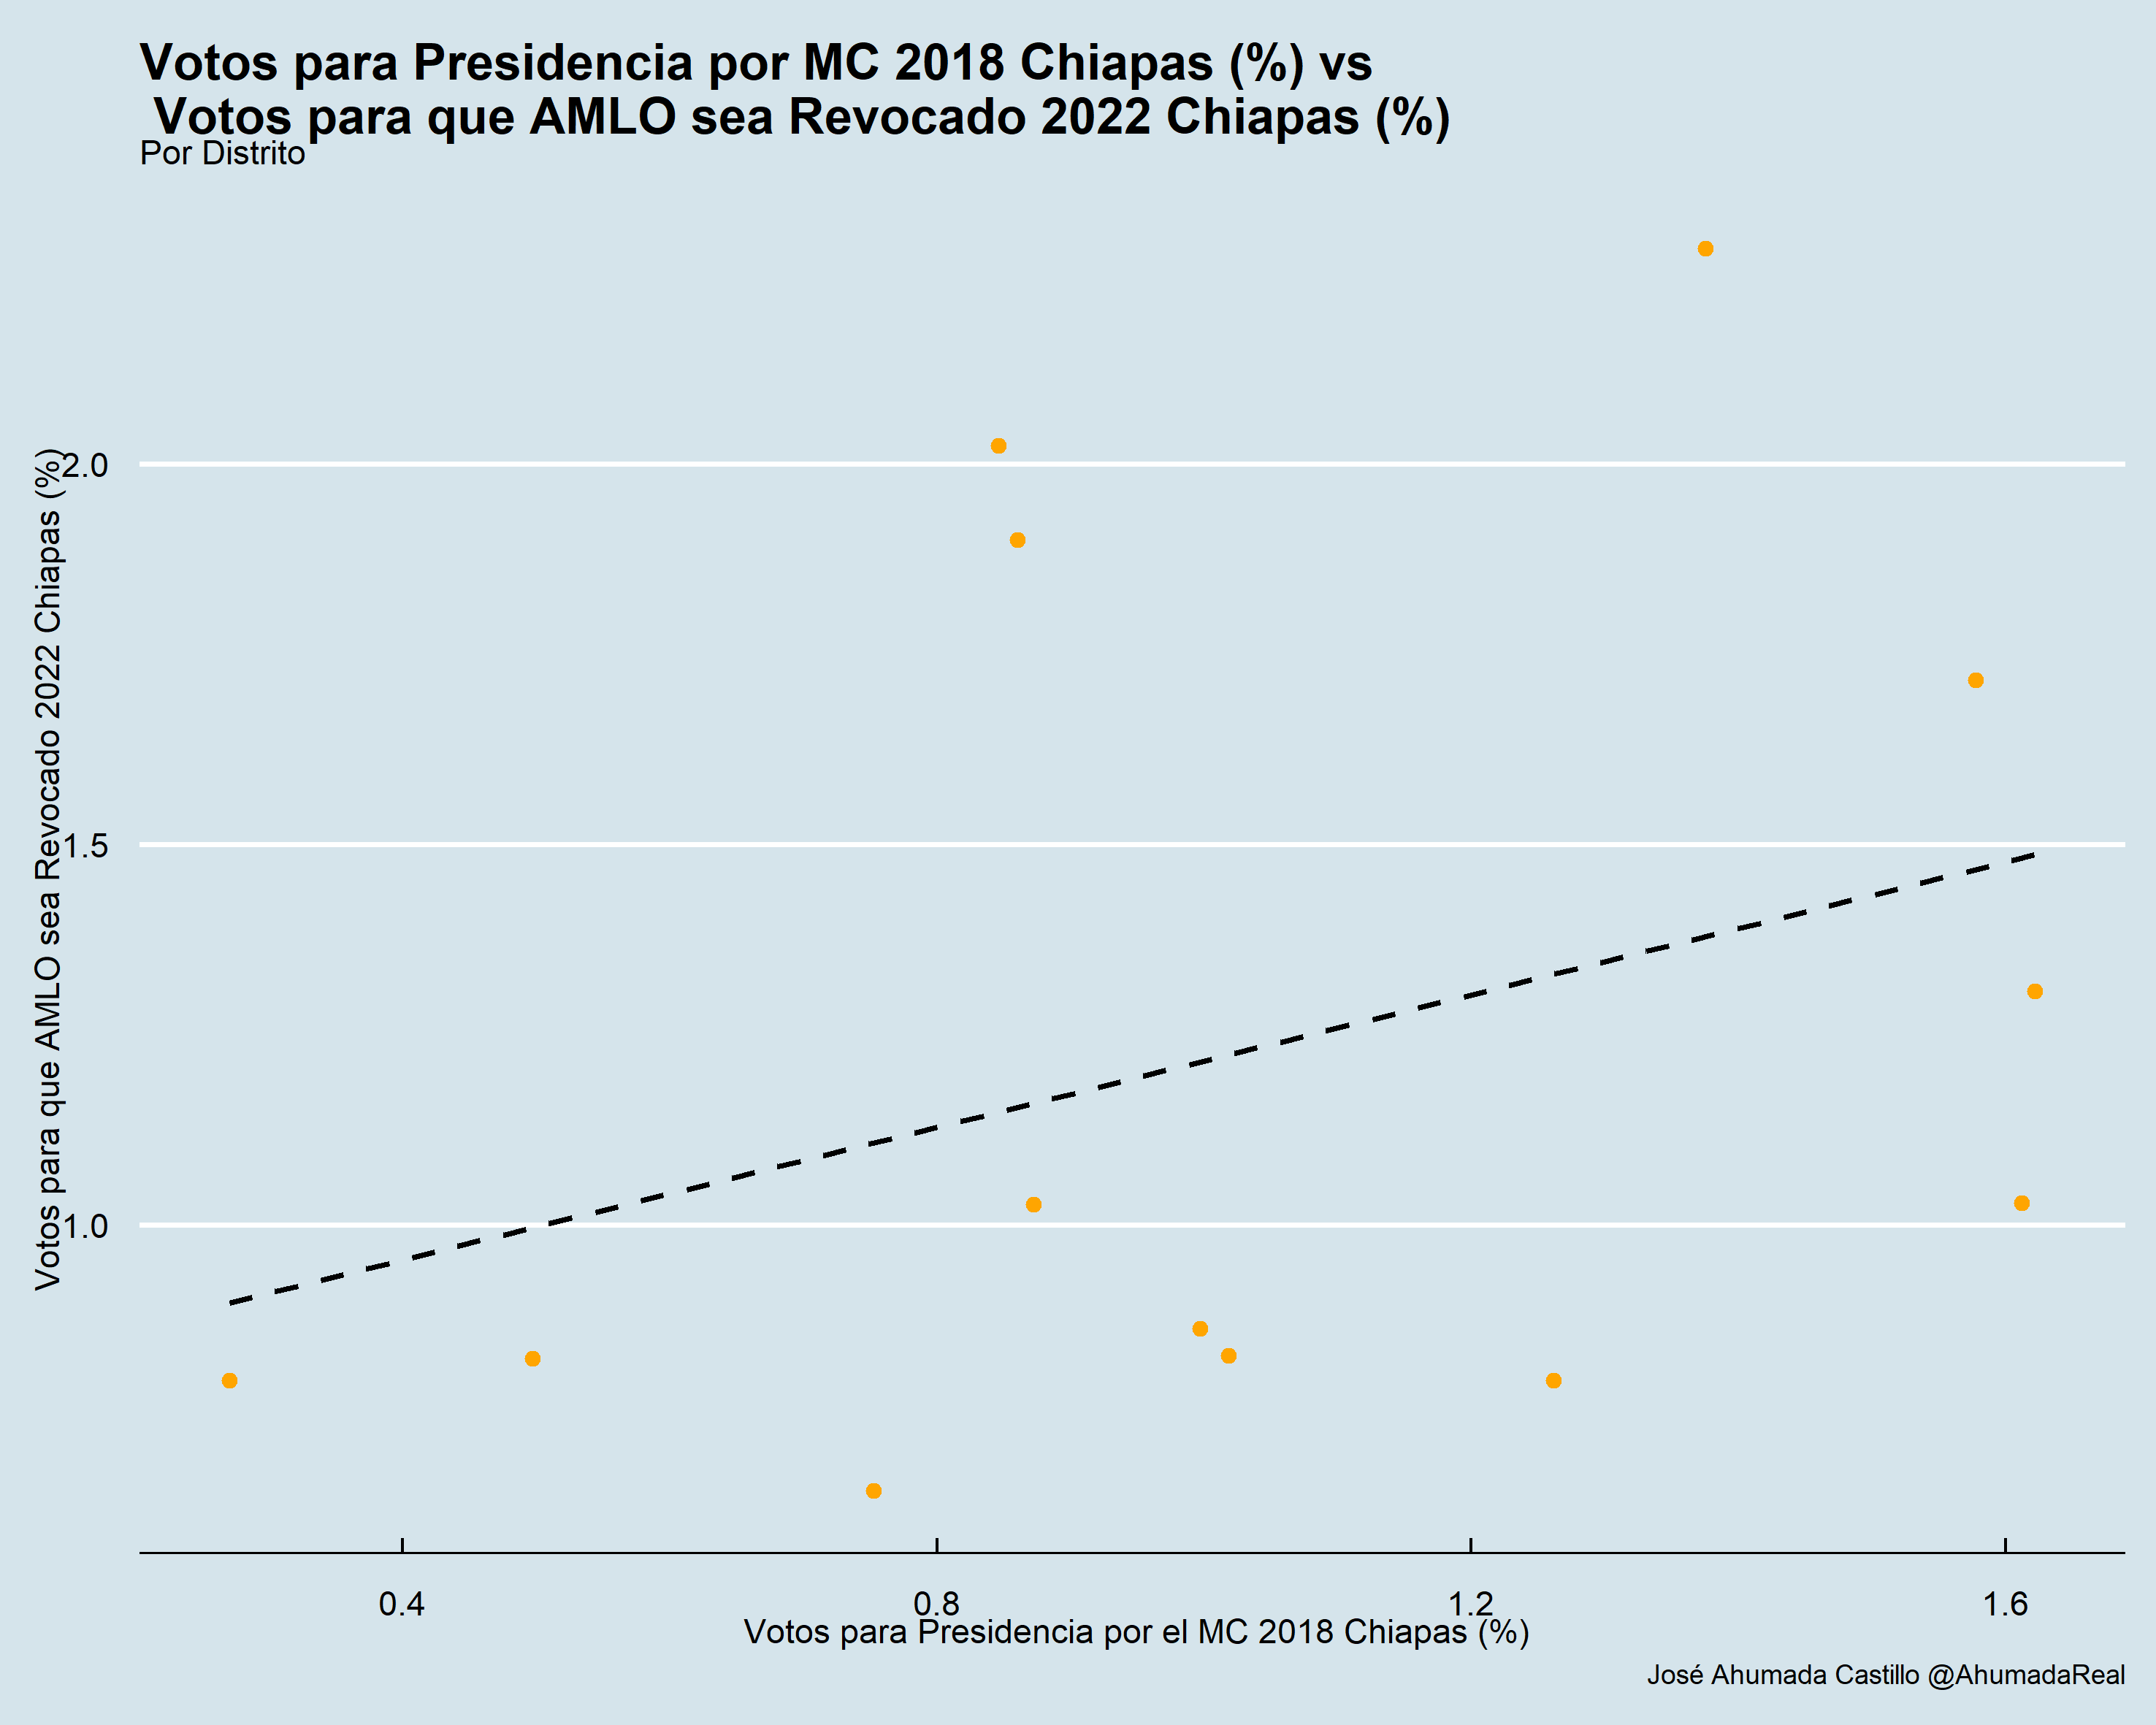 Votos para Presidencia por MC 2018 Chiapas (%) vs
Votos para que AMLO sea Revocado 2022 Chiapas (%)
Por Distrito
Votos para que AMLO sea Revocado 2022 Chiapas (%)
2.0
1.5
1.0
0.4
0.8
1.2
1.6
Votos para Presidencia por el MC 2018 Chiapas (%)
José Ahumada Castillo @AhumadaReal